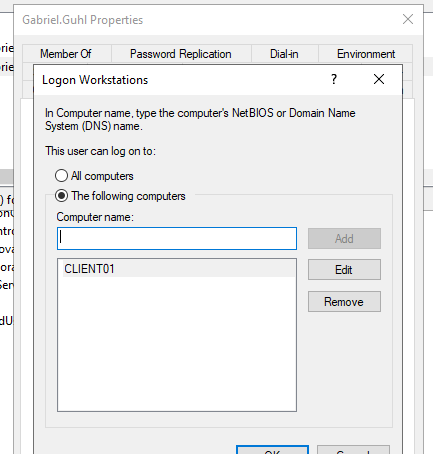 Gabriel.Guhl Properties
Member Of Password Replication Dial-in Environment
Logon Workstations
In Computer name, type the computer's NetBIOS or Domain Name
System (DNS) name.
This user can log on to:
All computers
The following computers
Computer name:
Add
CLIENT01
Edit
Remove